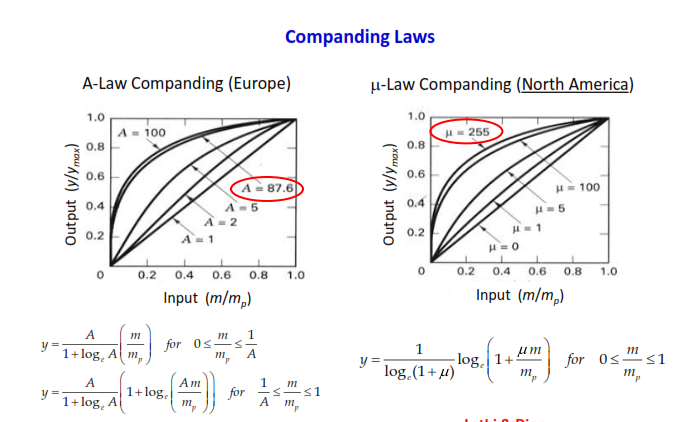 Companding Laws
A-Law Companding (Europe)
μ-Law Companding (North America)
1.0
0.8
0.6
0.4
0.2
0
0.2
0.4
0.6
0.8
1.0
Output (y/y_max)
Input (m/m_p)
A = 100
A = 87.6
A = 5
A = 2
A = 1
1.0
0.8
0.6
0.4
0.2
0
0.2
0.4
0.6
0.8
1.0
Output (y/y_max)
Input (m/m_p)
μ = 255
μ = 100
μ = 5
μ = 1
μ = 0
y = A/(1+log_e A) (m/m_p) for 0 ≤ m/m_p ≤ 1/A
y = A/(1+log_e A) (1+log_e (Am/m_p)) for 1/A ≤ m/m_p ≤ 1
y = 1/(log_e(1+μ)) log_e (1+ μm/m_p) for 0 ≤ m/m_p ≤ 1